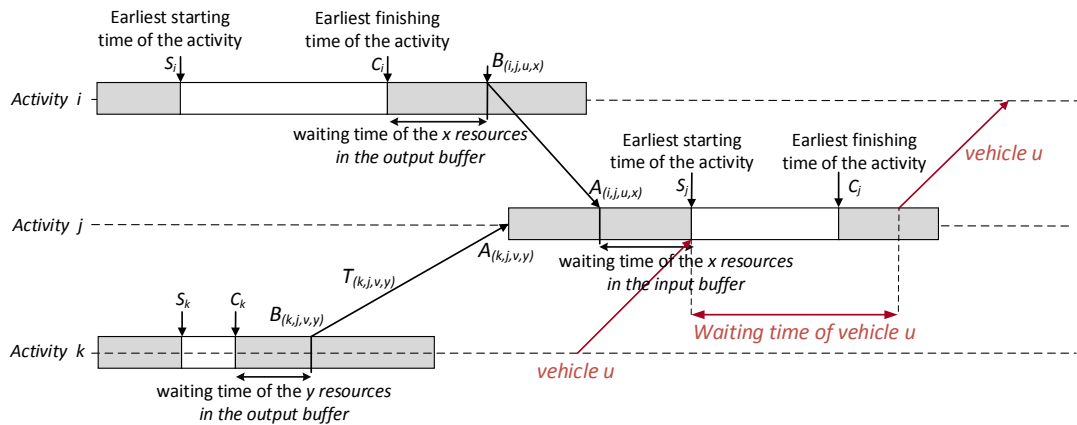 Earliest starting
time of the activity
Earliest finishing
time of the activity
S_i
C_i
B_(i,j,u,x)
Activity i
waiting time of the x resources
in the output buffer
Earliest starting
time of the activity
Earliest finishing
time of the activity
vehicle u
A_(i,j,u,x)
S_j
C_j
Activity j
A_(k,j,v,y)
waiting time of the x resources
in the input buffer
T_(k,j,v,y)
S_k
C_k
B_(k,j,v,y)
Waiting time of vehicle u
Activity k
vehicle u
waiting time of the y resources
in the output buffer